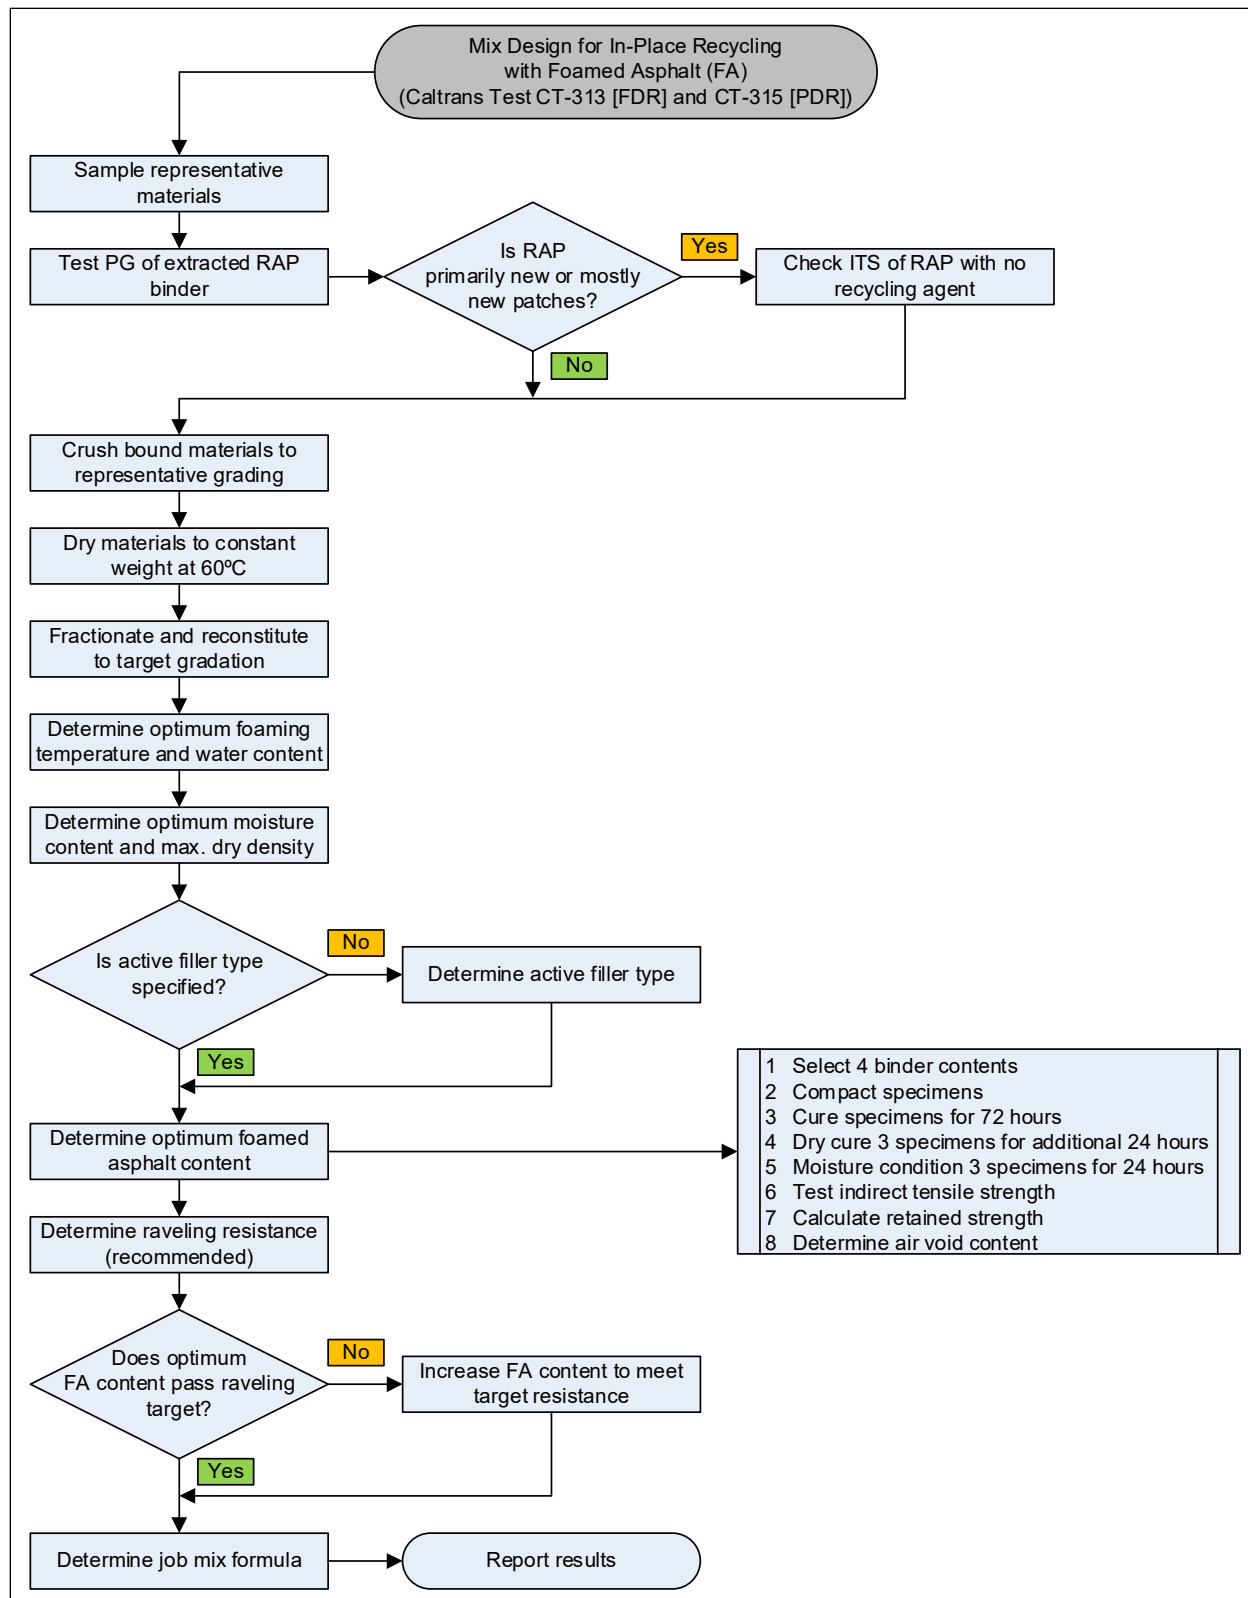 Mix Design for In-Place Recycling
with Foamed Asphalt (FA)
(Caltrans Test CT-313 [FDR] and CT-315 [PDR])
Sample representative
materials
Test PG of extracted RAP
binder
Is RAP
primarily new or mostly
new patches?
Yes
Check ITS of RAP with no
recycling agent
No
Crush bound materials to
representative grading
Dry materials to constant
weight at 60ºC
Fractionate and reconstitute
to target gradation
Determine optimum foaming
temperature and water content
Determine optimum moisture
content and max. dry density
Is active filler type
specified?
No
Determine active filler type
Yes
Determine optimum foamed
asphalt content
1 Select 4 binder contents
2 Compact specimens
3 Cure specimens for 72 hours
4 Dry cure 3 specimens for additional 24 hours
5 Moisture condition 3 specimens for 24 hours
6 Test indirect tensile strength
7 Calculate retained strength
8 Determine air void content
Determine raveling resistance
(recommended)
Does optimum
FA content pass raveling
target?
No
Increase FA content to meet
target resistance
Yes
Determine job mix formula
Report results